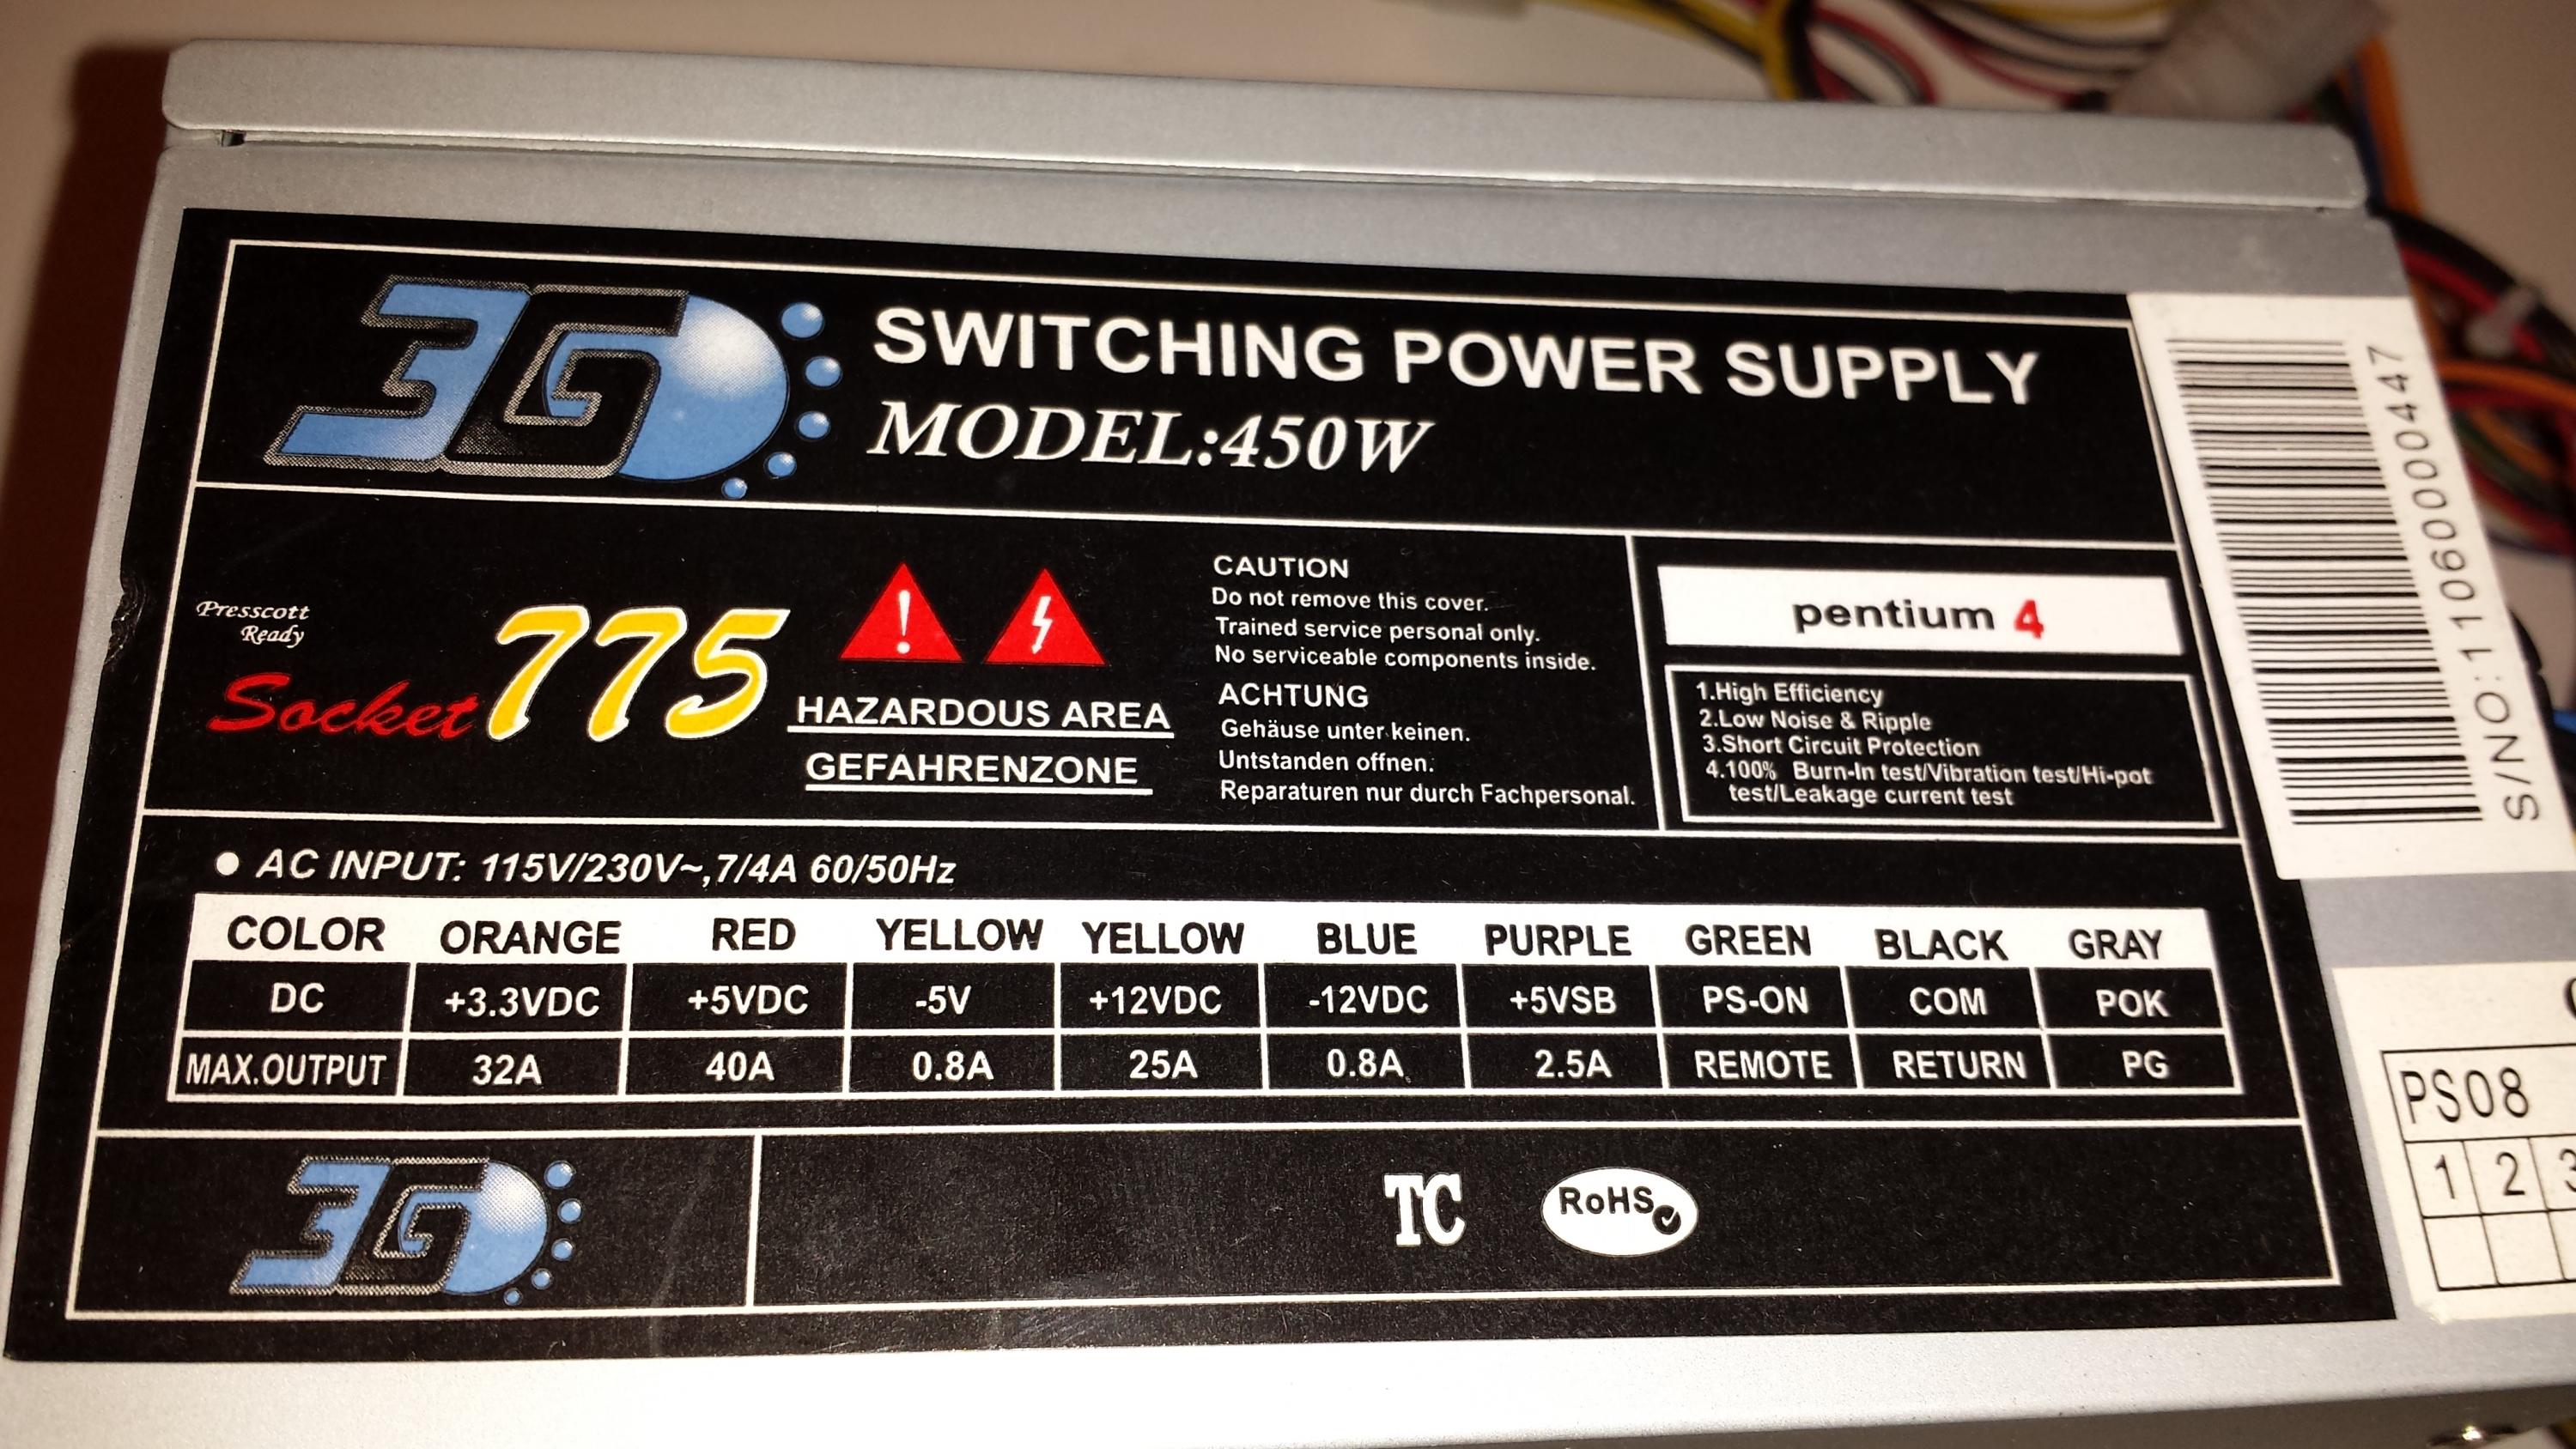 3G
SWITCHING POWER SUPPLY
MODEL:450W
Presscott
Ready
Socket 775
HAZARDOUS AREA
GEFAHRENZONE
CAUTION
Do not remove this cover.
Trained service personal only.
No serviceable components inside.
ACHTUNG
Gehäuse unter keinen.
Untstanden offnen.
Reparaturen nur durch Fachpersonal.
pentium 4
1.High Efficiency
2.Low Noise & Ripple
3.Short Circuit Protection
4.100% Burn-In test/Vibration test/Hi-pot
test/Leakage current test
S/NO:1106000447
● AC INPUT: 115V/230V~,7/4A 60/50Hz
COLOR ORANGE RED YELLOW YELLOW BLUE PURPLE GREEN BLACK GRAY
DC +3.3VDC +5VDC -5V +12VDC -12VDC +5VSB PS-ON COM POK
MAX.OUTPUT 32A 40A 0.8A 25A 0.8A 2.5A REMOTE RETURN PG
3G
TC
RoHS
PS08
1 2 3